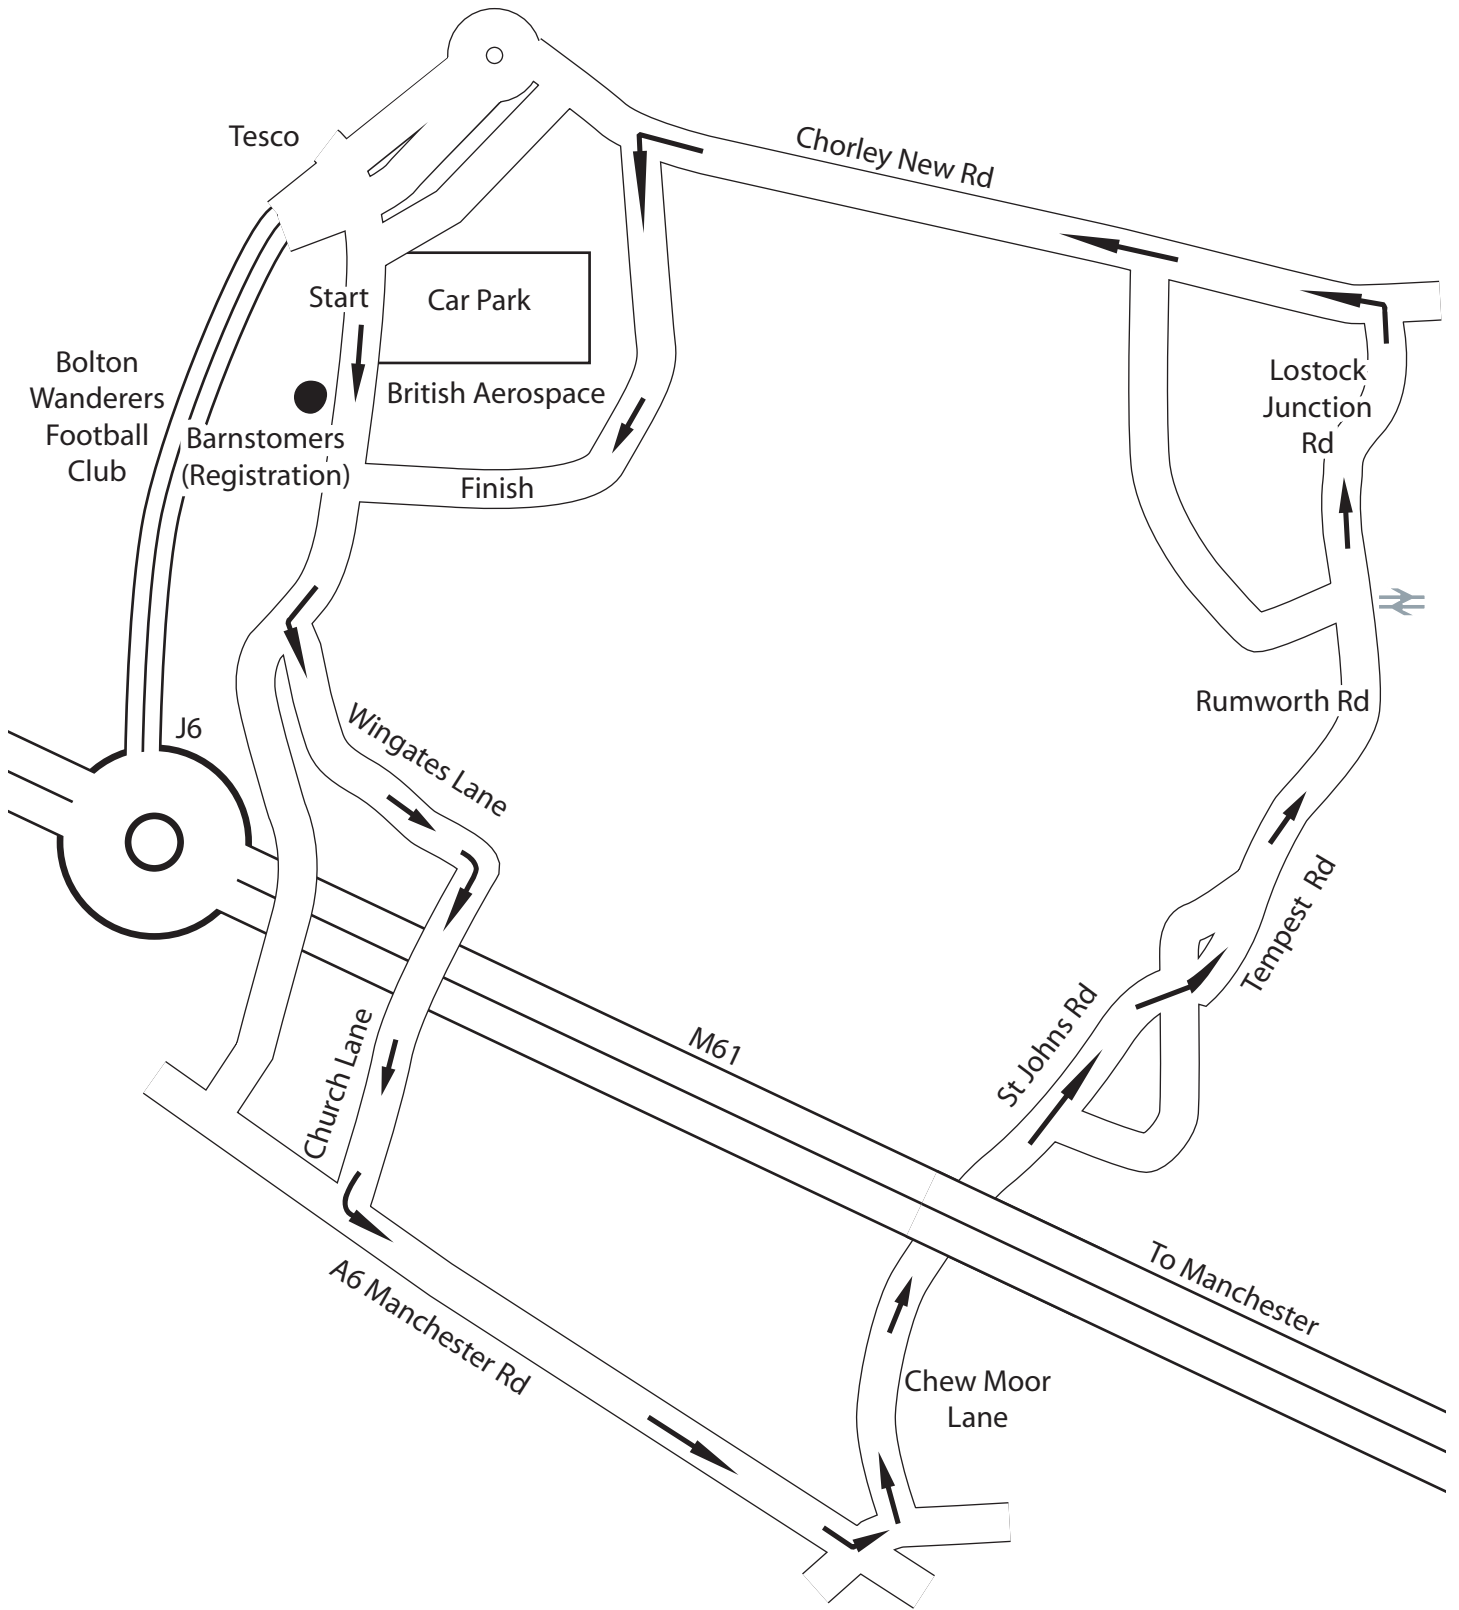 Tesco
Chorley New Rd
Start
Car Park
Bolton
Wanderers
Football
Club
British Aerospace
Barnstomers
(Registration)
Finish
Lostock
Junction
Rd
Rumworth Rd
J6
Wingates Lane
Tempest Rd
St Johns Rd
M61
Church Lane
To Manchester
A6 Manchester Rd
Chew Moor
Lane